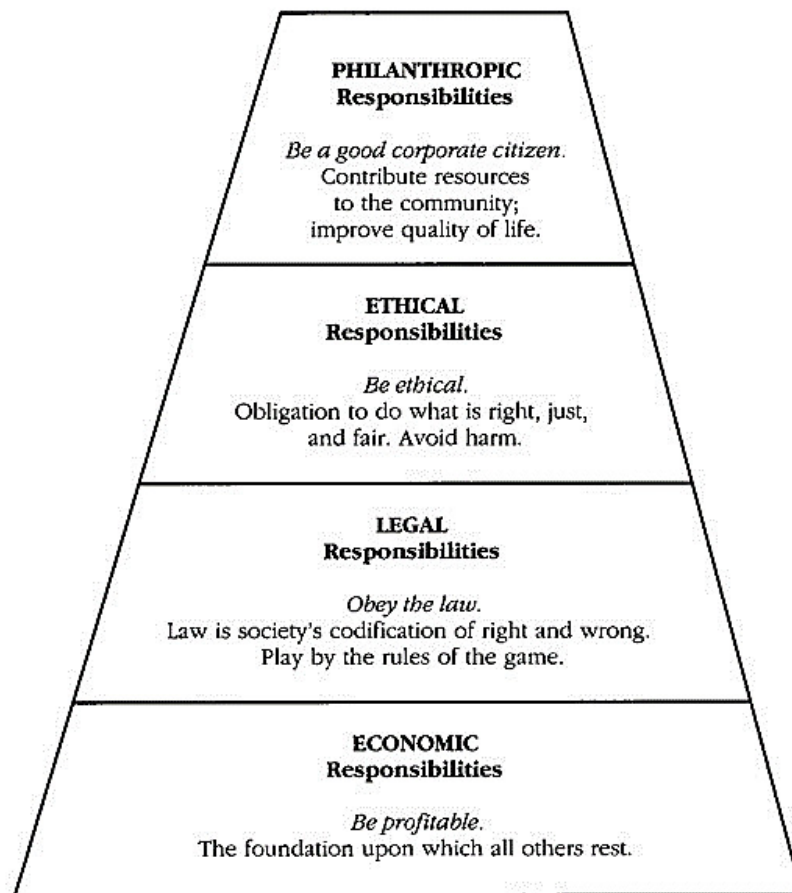 PHILANTHROPIC
Responsibilities
Be a good corporate citizen.
Contribute resources
to the community;
improve quality of life.
ETHICAL
Responsibilities
Be ethical.
Obligation to do what is right, just,
and fair. Avoid harm.
LEGAL
Responsibilities
Obey the law.
Law is society's codification of right and wrong.
Play by the rules of the game.
ECONOMIC
Responsibilities
Be profitable.
The foundation upon which all others rest.